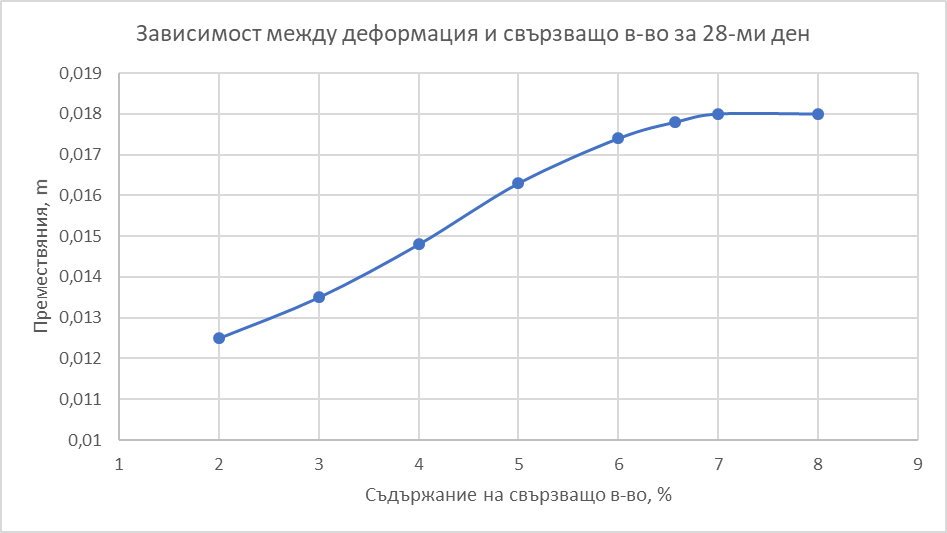 Зависимост между деформация и свързващо в-во за 28-ми ден
0,019
0,018
0,017
0,016
0,015
0,014
0,013
0,012
0,011
0,01
Премествяния, m
1 2 3 4 5 6 7 8 9
Съдържание на свързващо в-во, %